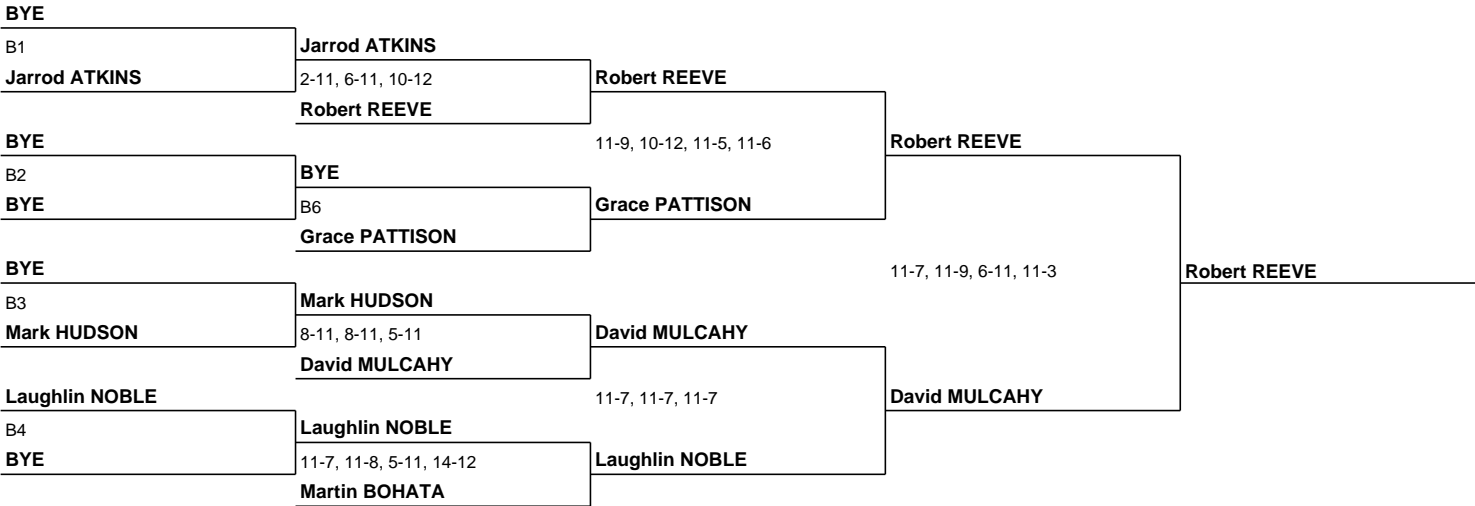 BYE
B1
Jarrod ATKINS
Jarrod ATKINS
2-11, 6-11, 10-12
Robert REEVE
Robert REEVE
BYE
B2
BYE
BYE
B6
Grace PATTISON
Grace PATTISON
11-9, 10-12, 11-5, 11-6
Robert REEVE
BYE
B3
Mark HUDSON
Mark HUDSON
8-11, 8-11, 5-11
David MULCAHY
David MULCAHY
Laughlin NOBLE
B4
BYE
Laughlin NOBLE
11-7, 11-8, 5-11, 14-12
Martin BOHATA
Laughlin NOBLE
11-7, 11-7, 11-7
David MULCAHY
11-7, 11-9, 6-11, 11-3
Robert REEVE